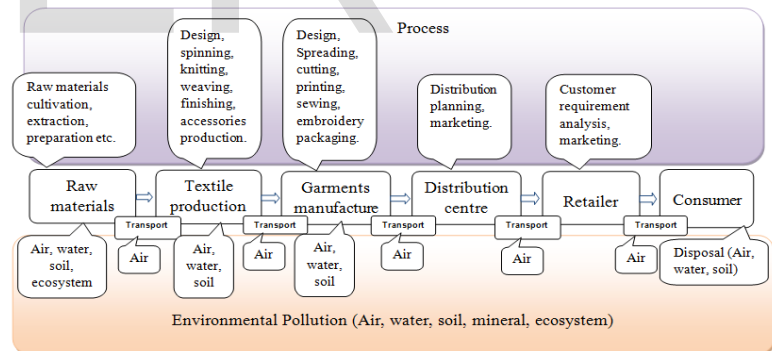 Process
Raw materials
cultivation,
extraction,
preparation etc.
Design,
spinning,
knitting,
weaving,
finishing,
accessories
production.
Design,
Spreading,
cutting,
printing,
sewing,
embroidery
packaging.
Distribution
planning,
marketing.
Customer
requirement
analysis,
marketing.
Raw
materials
Textile
production
Garments
manufacture
Distribution
centre
Retailer
Consumer
Transport
Transport
Transport
Transport
Transport
Air, water,
soil,
ecosystem
Air
Air,
water,
soil
Air
Air,
water,
soil
Air
Air
Air
Disposal (Air,
water, soil)
Environmental Pollution (Air, water, soil, mineral, ecosystem)